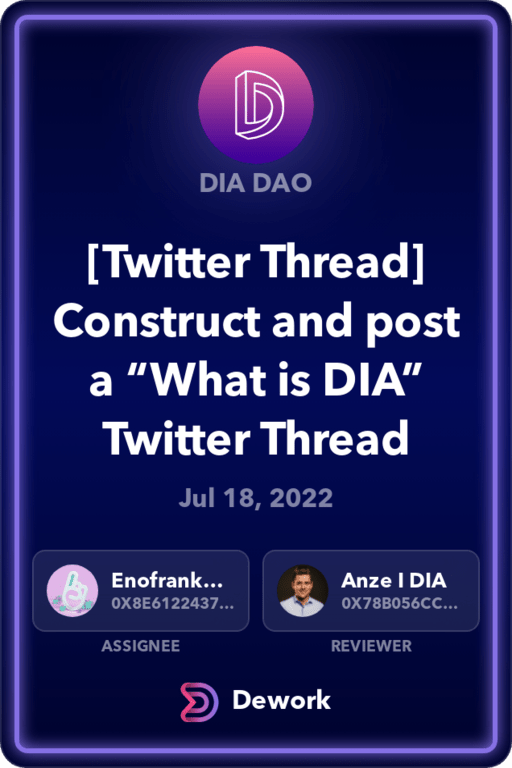 DIA DAO
[Twitter Thread]
Construct and post
a “What is DIA”
Twitter Thread
Jul 18, 2022
Enofrank...
0X8E6122437...
ASSIGNEE
Anze I DIA
0X78B056CC...
REVIEWER
Dework